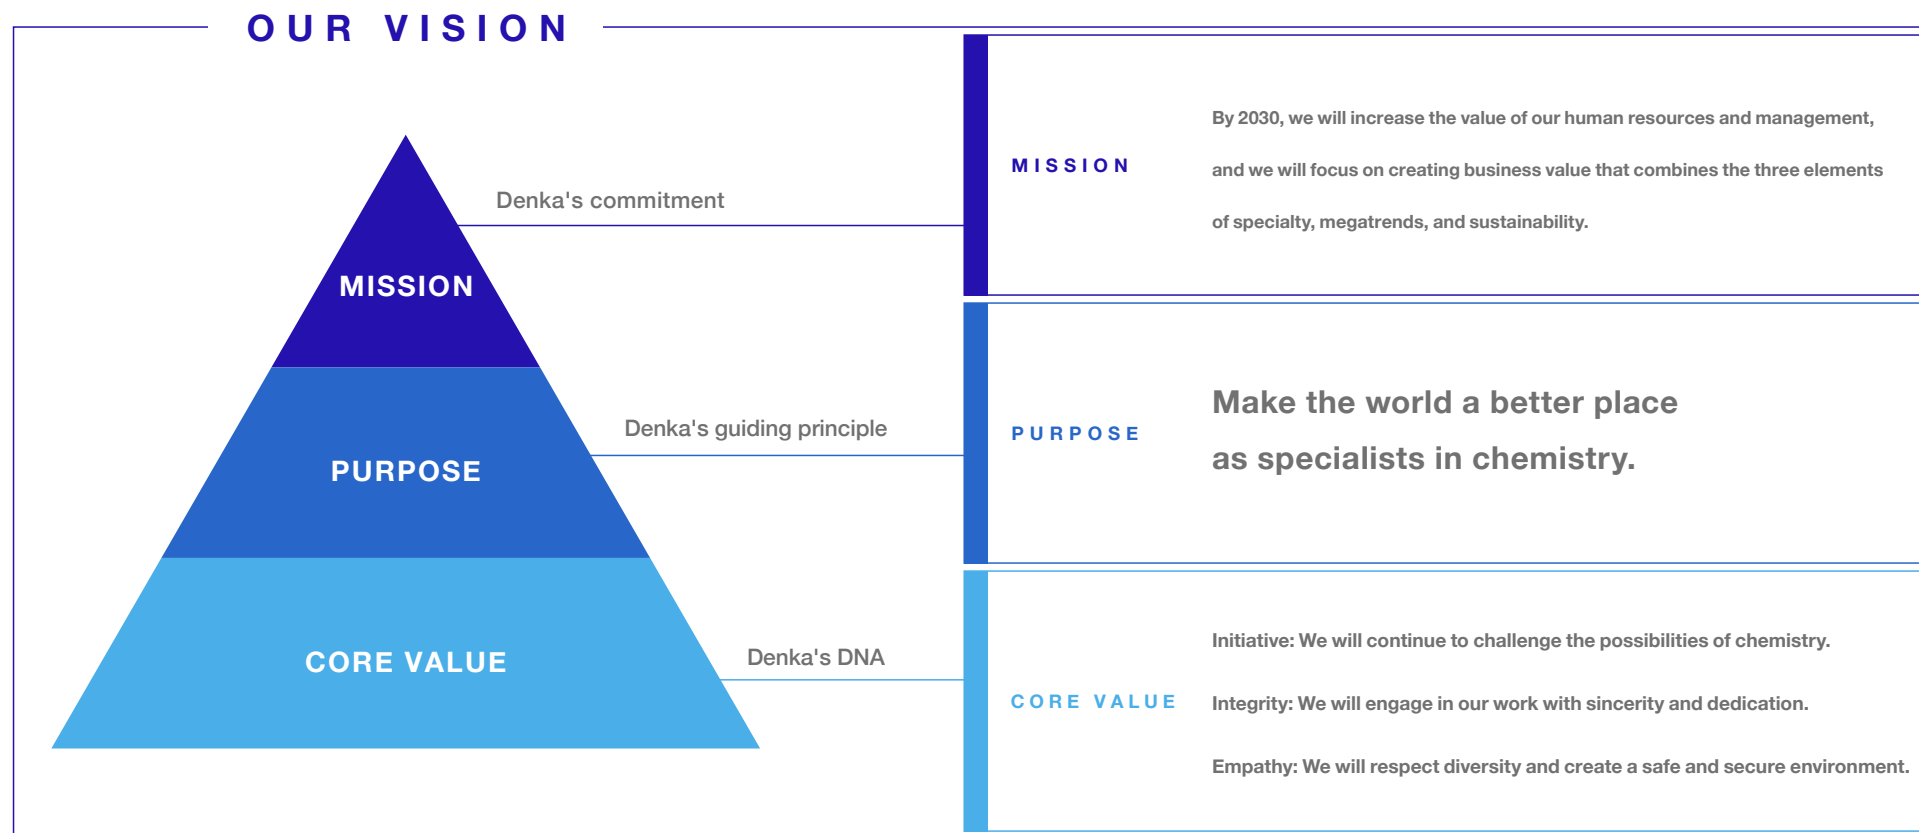 OUR VISION
Denka's commitment
MISSION
Denka's guiding principle
PURPOSE
Denka's DNA
CORE VALUE
MISSION
By 2030, we will increase the value of our human resources and management,
and we will focus on creating business value that combines the three elements
of specialty, megatrends, and sustainability.
PURPOSE
Make the world a better place
as specialists in chemistry.
CORE VALUE
Initiative: We will continue to challenge the possibilities of chemistry.
Integrity: We will engage in our work with sincerity and dedication.
Empathy: We will respect diversity and create a safe and secure environment.